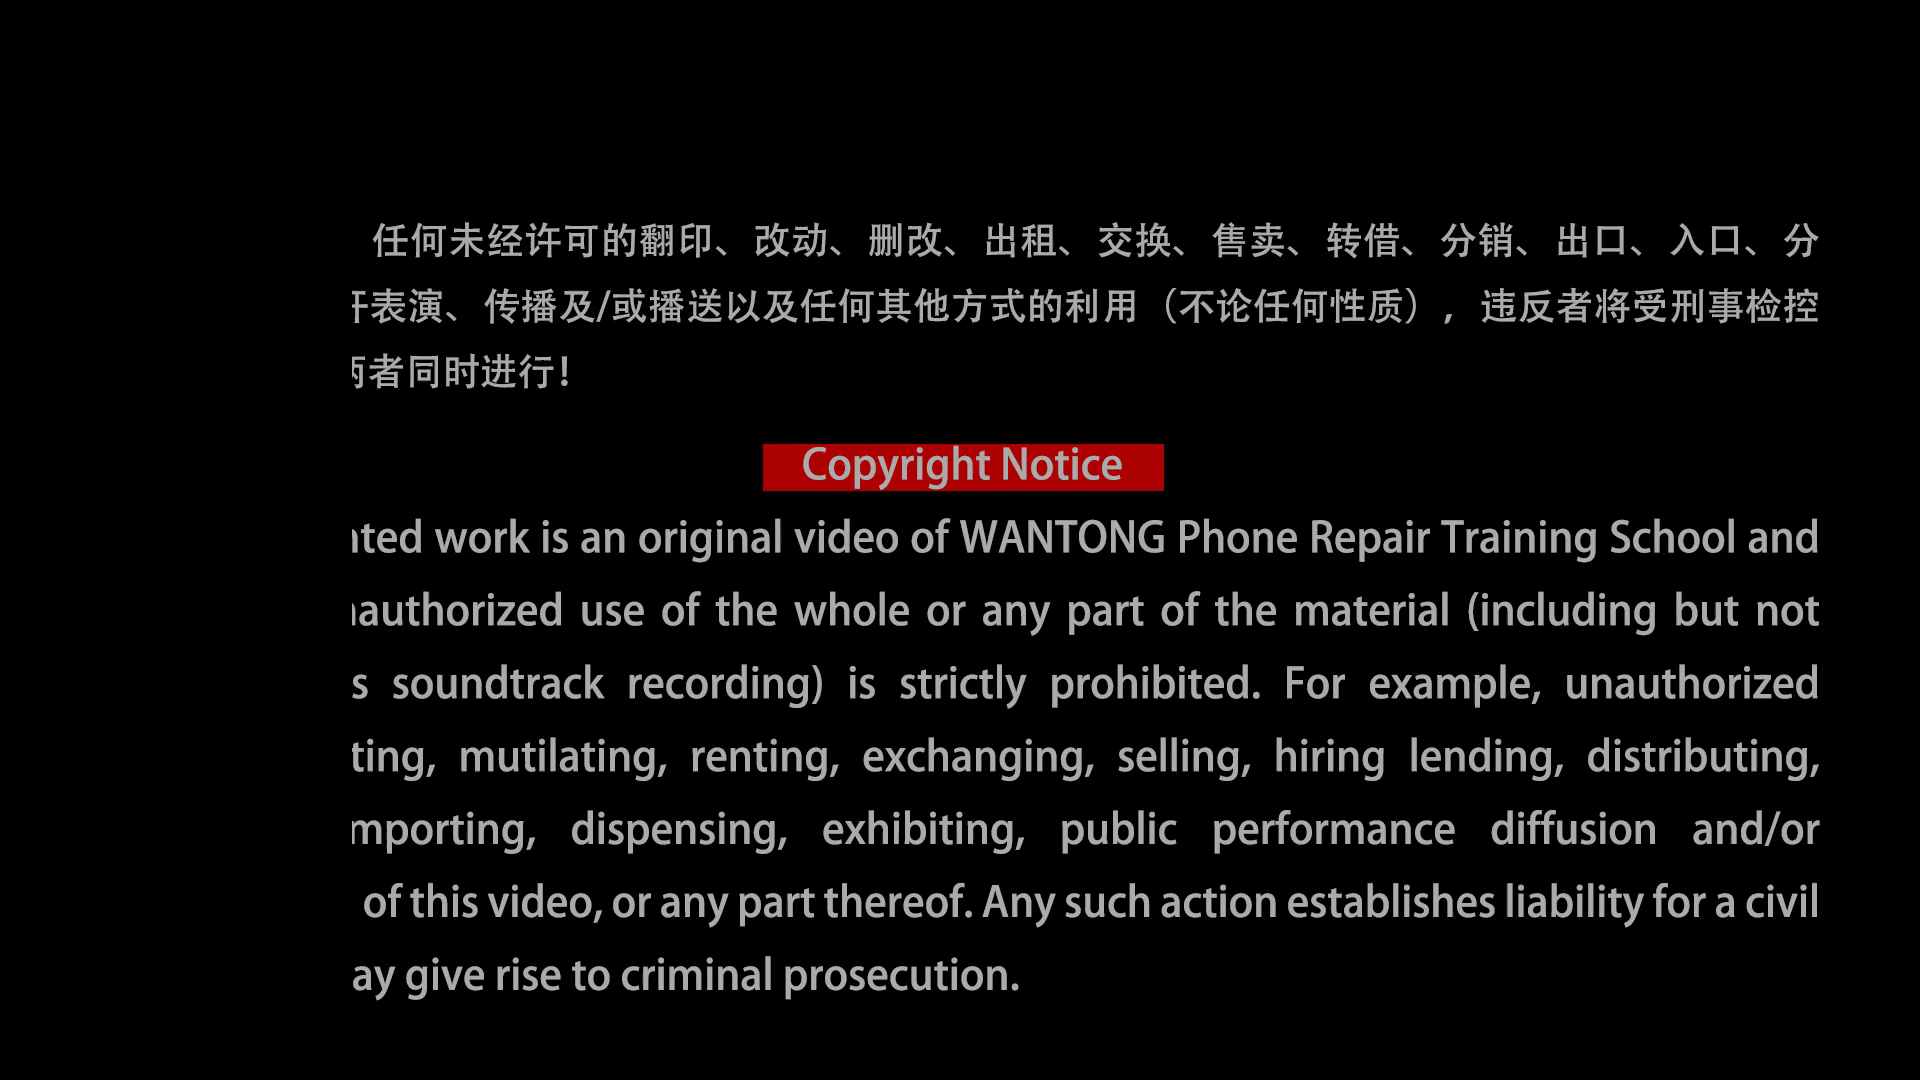 任何未经许可的翻印、改动、删改、出租、交换、售卖、转借、分销、出口、入口、分
表演、传播及/或播送以及任何其他方式的利用（不论任何性质），违反者将受刑事检控
者同时进行！
Copyright Notice
work is an original video of WANTONG Phone Repair Training School and
use of the whole or any part of the material (including but not
soundtrack recording) is strictly prohibited. For example, unauthorized
mutilating, renting, exchanging, selling, hiring lending, distributing,
dispensing, exhibiting, public performance diffusion and/or
of this video, or any part thereof. Any such action establishes liability for a civil
give rise to criminal prosecution.